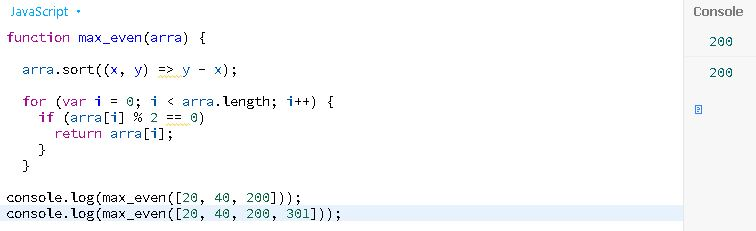 JavaScript
Console
function max_even(arra) {
200
arra.sort((x, y) => y - x);
200
for (var i = 0; i < arra.length; i++) {
if (arra[i] % 2 == 0)
return arra[i];
}
}
console.log(max_even([20, 40, 200]));
console.log(max_even([20, 40, 200, 301]));